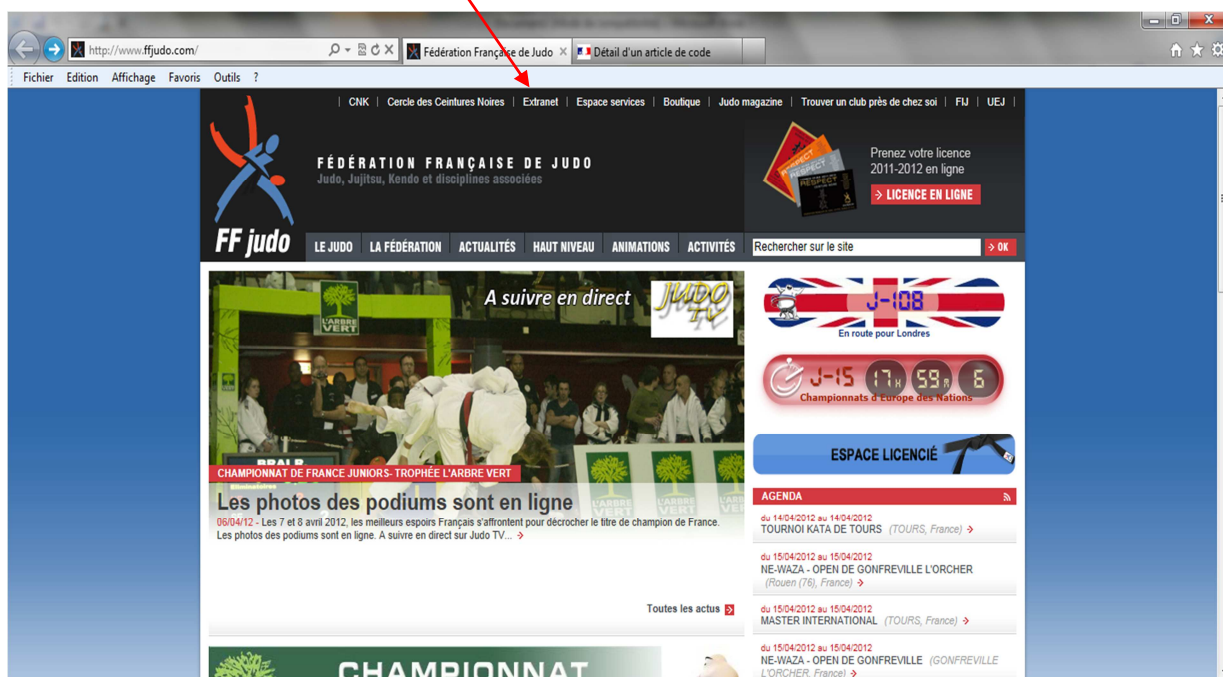 http://www.ffjudo.com/
Fédération Française de Judo
Détail d'un article de code
Fichier Edition Affichage Favoris Outils ?
| CNK | Cercle des Ceintures Noires | Extranet | Espace services | Boutique | Judo magazine | Trouver un club près de chez soi | FIJ | UEJ |
FÉDÉRATION FRANÇAISE DE JUDO
Judo, Jujitsu, Kendo et disciplines associées
Prenez votre licence
2011-2012 en ligne
LICENCE EN LIGNE
RESPECT
FF judo
LE JUDO | LA FÉDÉRATION | ACTUALITÉS | HAUT NIVEAU | ANIMATIONS | ACTIVITÉS
Rechercher sur le site
OK
A suivre en direct
JUDO
TV
L'ARBRE
VERT
CHAMPIONNAT DE FRANCE JUNIORS- TROPHÉE L'ARBRE VERT
Les photos des podiums sont en ligne
06/04/12 - Les 7 et 8 avril 2012, les meilleurs espoirs Français s'affrontent pour décrocher le titre de champion de France.
Les photos des podiums sont en ligne. A suivre en direct sur Judo TV...
Toutes les actus
CHAMPIONNAT
J-108
En route pour Londres
J-15 17H 59M 6
Championnats d'Europe des Nations
ESPACE LICENCIÉ
AGENDA
du 14/04/2012 au 14/04/2012
TOURNOI KATA DE TOURS (TOURS, France)
du 15/04/2012 au 15/04/2012
NE-WAZA - OPEN DE GONFREVILLE L'ORCHER
(Rouen (76), France)
du 15/04/2012 au 15/04/2012
MASTER INTERNATIONAL (TOURS, France)
du 15/04/2012 au 15/04/2012
NE-WAZA - OPEN DE GONFREVILLE (GONFREVILLE
L'ORCHER, France)